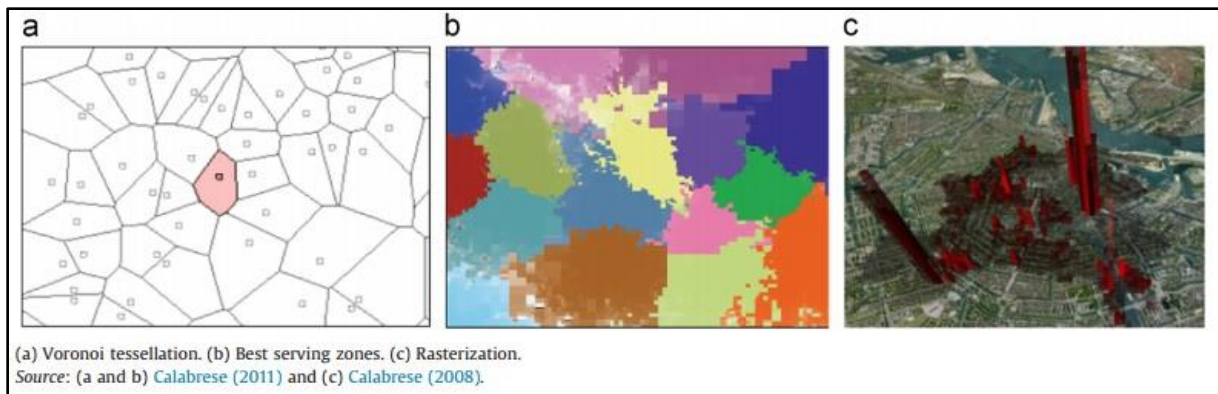 a
b
c
(a) Voronoi tessellation. (b) Best serving zones. (c) Rasterization.
Source: (a and b) Calabrese (2011) and (c) Calabrese (2008).